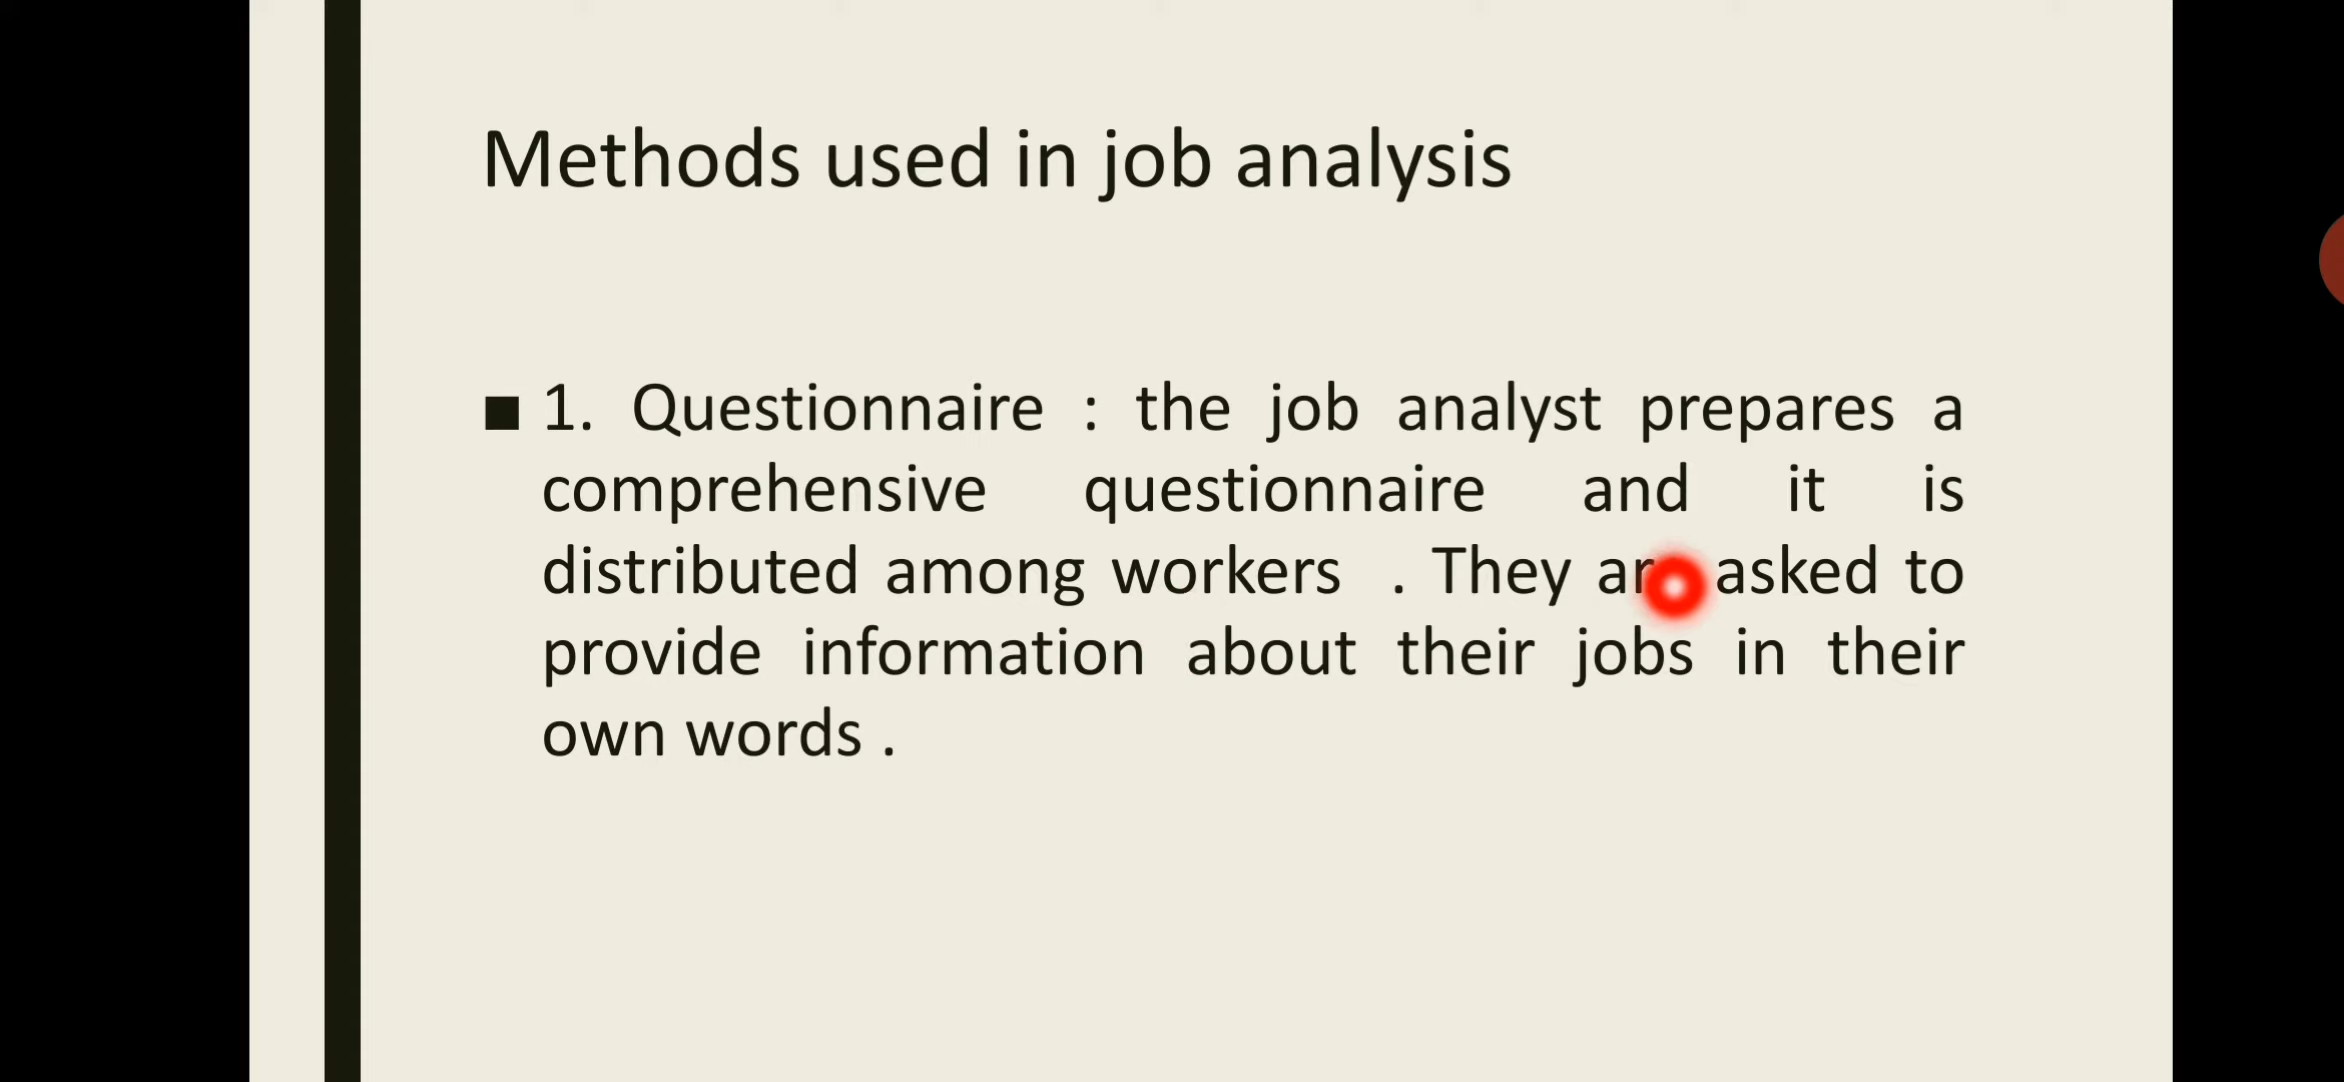 Methods used in job analysis
■ 1. Questionnaire : the job analyst prepares a
comprehensive questionnaire and it is
distributed among workers . They are asked to
provide information about their jobs in their
own words .